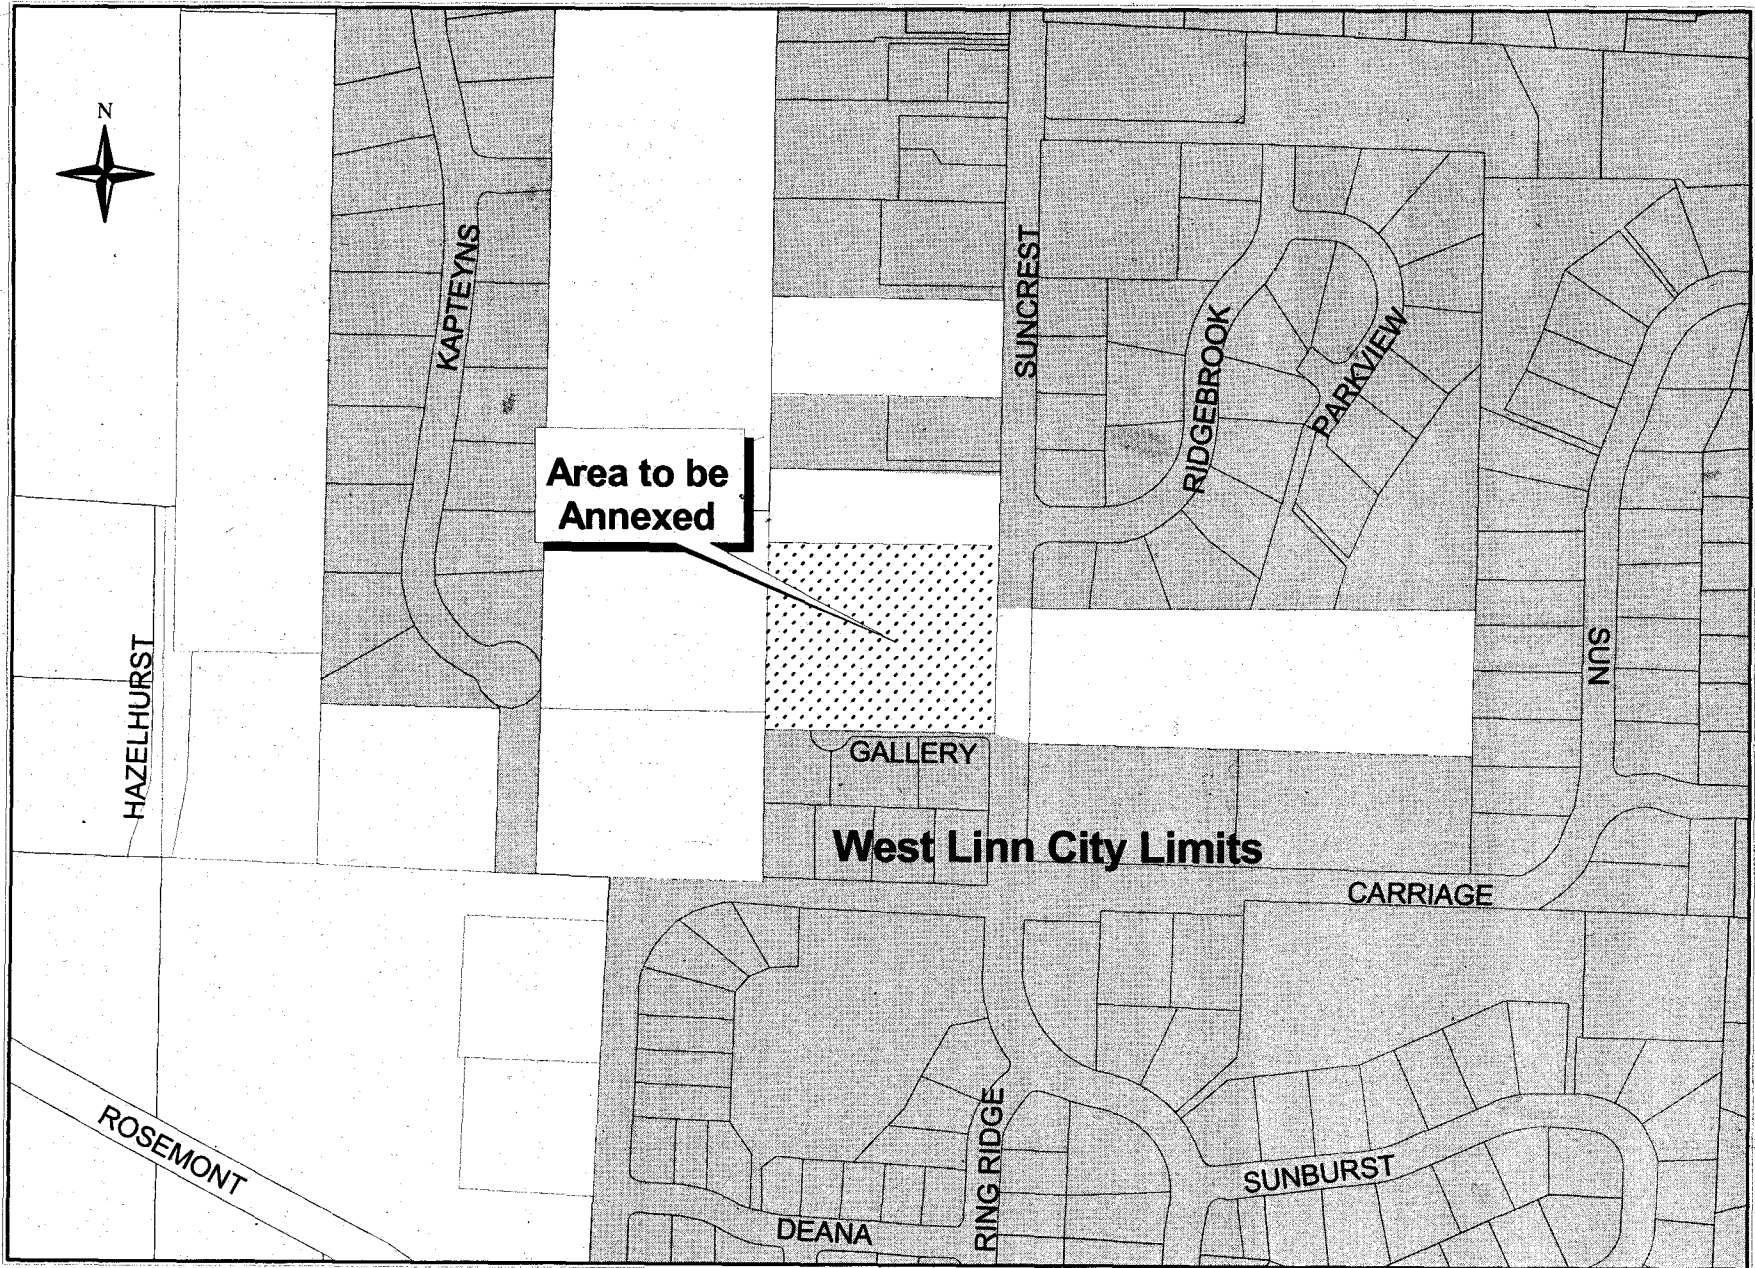 N
KAPTEYNS
SUNCREST
RIDGEBROOK
PARKVIEW
Area to be
Annexed
HAZELHURST
SUN
GALLERY
West Linn City Limits
CARRIAGE
ROSEMONT
RING RIDGE
SUNBURST
DEANA